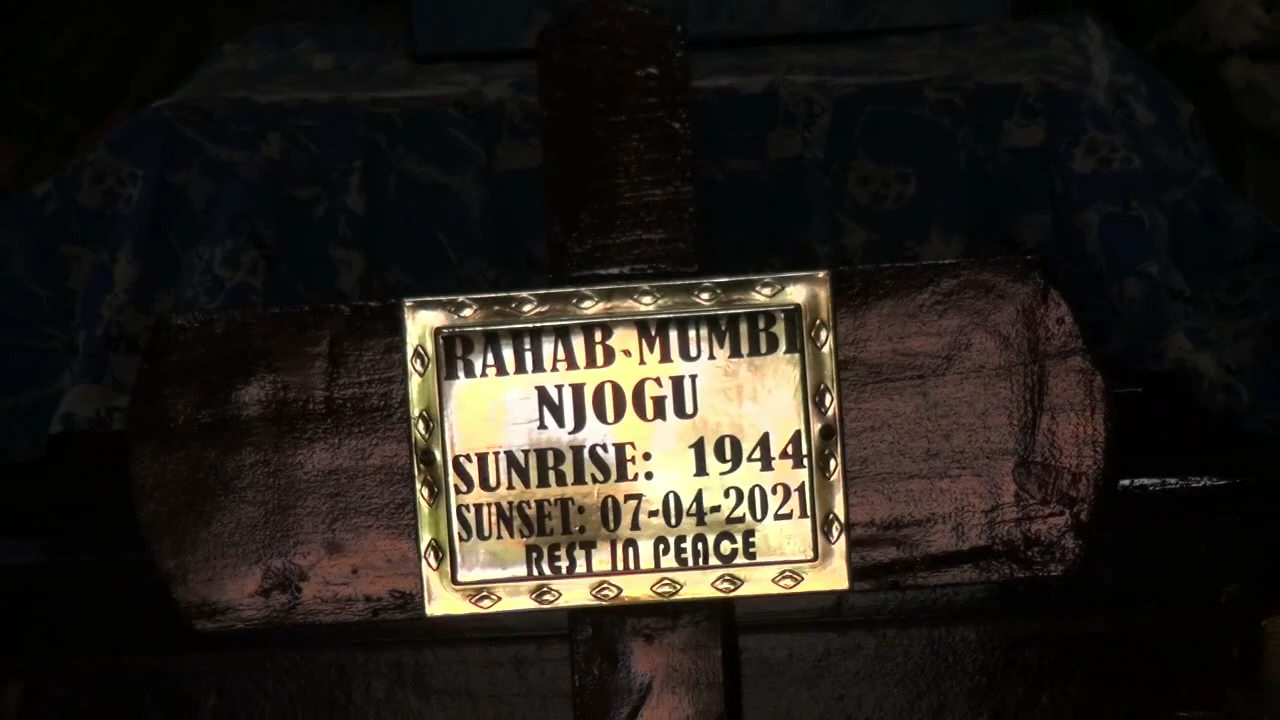 RAHAB MUMBI
NJOGU
SUNRISE: 1944
SUNSET: 07-04-2021
REST IN PEACE